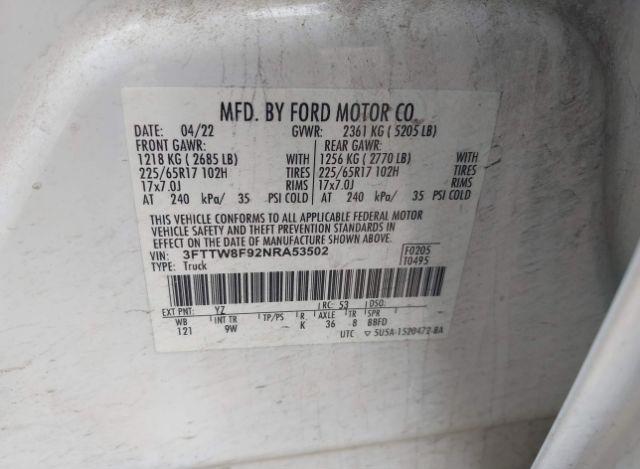 MFD. BY FORD MOTOR CO.
DATE: 04/22 GVWR: 2361 KG ( 5205 LB)
FRONT GAWR: REAR GAWR:
1218 KG ( 2685 LB) WITH 1256 KG ( 2770 LB) WITH
225/65R17 102H TIRES 225/65R17 102H TIRES
17x7.0J RIMS 17x7.0J RIMS
AT 240 kPa/ 35 PSI COLD AT 240 kPa/ 35 PSI COLD
THIS VEHICLE CONFORMS TO ALL APPLICABLE FEDERAL MOTOR
VEHICLE SAFETY AND THEFT PREVENTION STANDARDS IN
EFFECT ON THE DATE OF MANUFACTURE SHOWN ABOVE.
VIN: 3FTTW8F92NRA53502 F0205
TYPE: Truck T0495
EXT PNT: YZ RC: 53 DSO:
WB INT TR TP/PS R AXLE TR SPR
121 9W K 36 8 BBFD
UTC 5U5A-1520472-BA